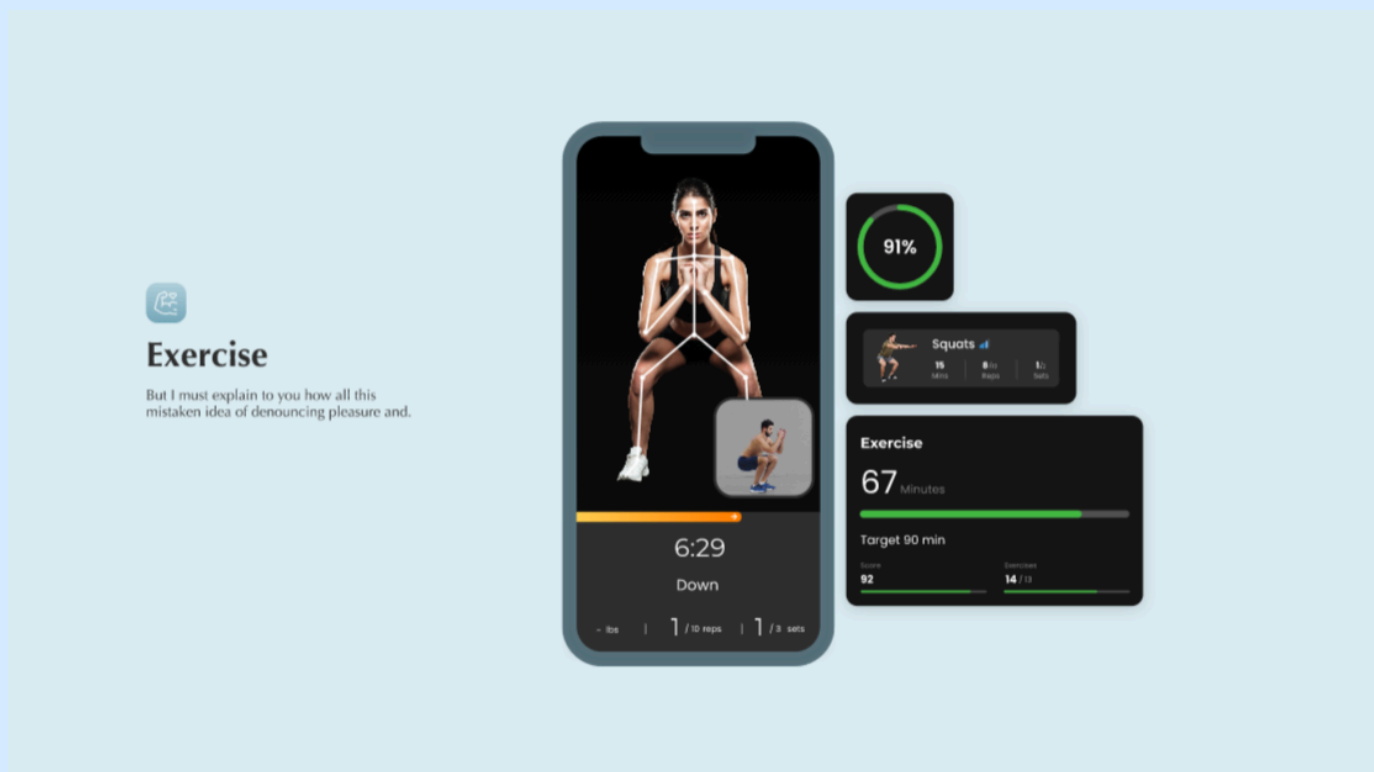 Exercise
But I must explain to you how all this
mistaken idea of denouncing pleasure and.
6:29
Down
- lbs | 1 / 10 reps | 1 / 3 sets
91%
Squats
15
Mins
Reps
Sets
Exercise
67 Minutes
Target 90 min
Score
92
Exercises
14 / 13